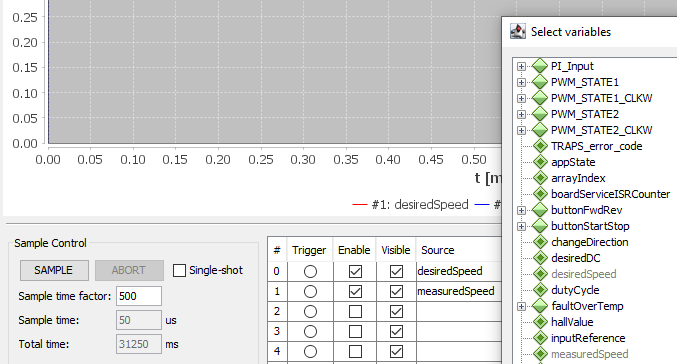 0.25
0.20
0.15
0.10
0.05
0.00
0.00 0.05 0.10 0.15 0.20 0.25 0.30 0.35 0.40 0.45 0.50
t [m
#1: desiredSpeed #
Sample Control
SAMPLE ABORT Single-shot
Sample time factor: 500
Sample time: 50 us
Total time: 31250 ms
# Trigger Enable Visible Source
0 desiredSpeed
1 measuredSpeed
2
3
4
Select variables
PI_Input
PWM_STATE1
PWM_STATE1_CLKW
PWM_STATE2
PWM_STATE2_CLKW
TRAPS_error_code
appState
arrayIndex
boardServiceISRCounter
buttonFwdRev
buttonStartStop
changeDirection
desiredDC
desiredSpeed
dutyCycle
faultOverTemp
hallValue
inputReference
measuredSpeed